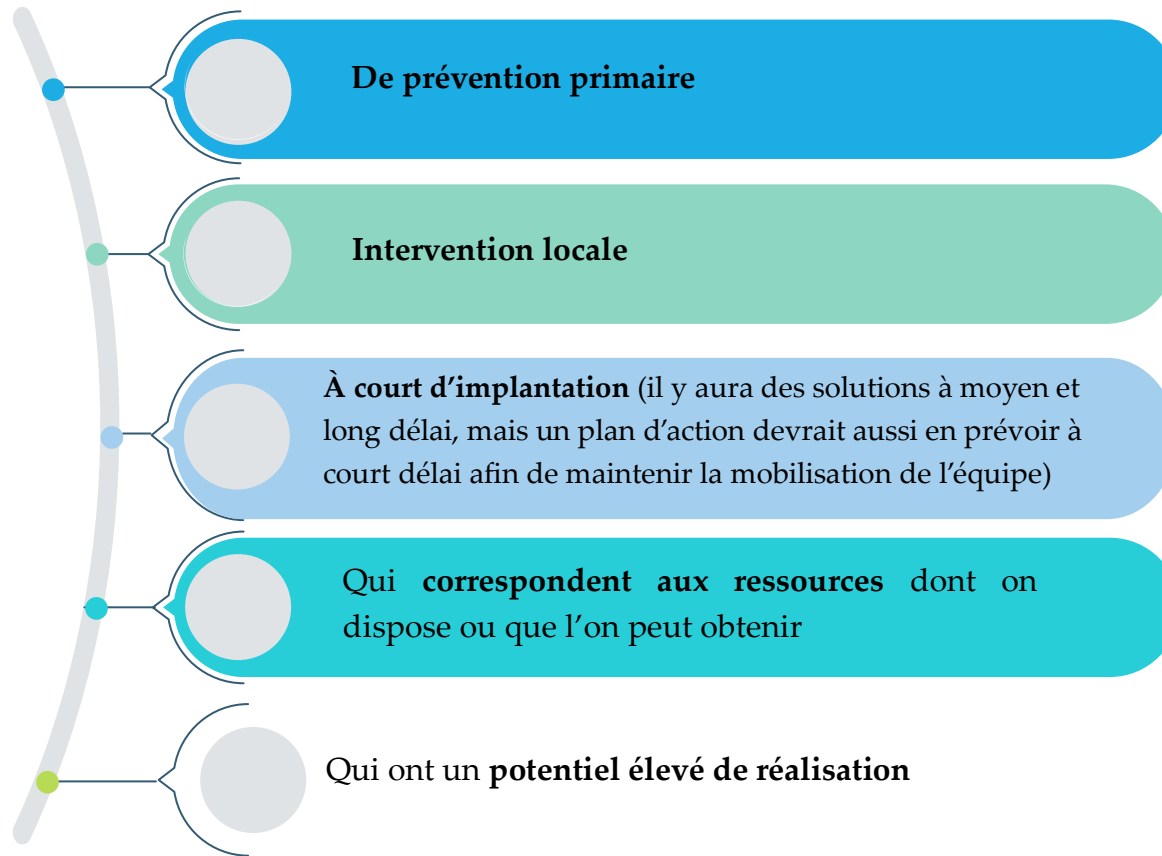 De prévention primaire
Intervention locale
À court d’implantation (il y aura des solutions à moyen et
long délai, mais un plan d’action devrait aussi en prévoir à
court délai afin de maintenir la mobilisation de l’équipe)
Qui correspondent aux ressources dont on
dispose ou que l’on peut obtenir
Qui ont un potentiel élevé de réalisation